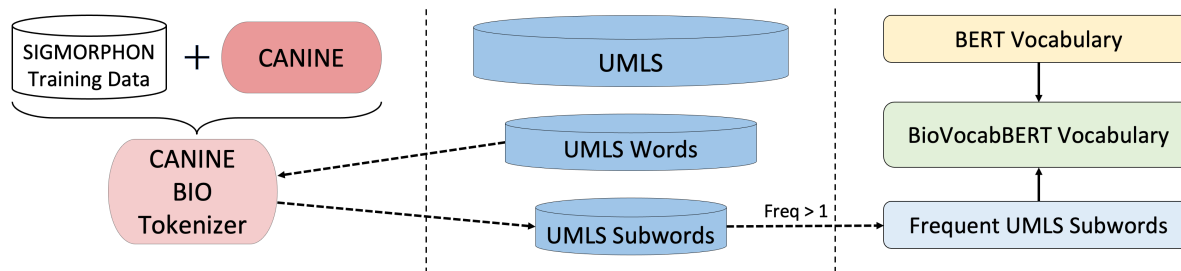 SIGMORPHON
Training Data
+
CANINE
CANINE
BIO
Tokenizer
UMLS
UMLS Words
UMLS Subwords
Freq > 1
BERT Vocabulary
BioVocabBERT Vocabulary
Frequent UMLS Subwords